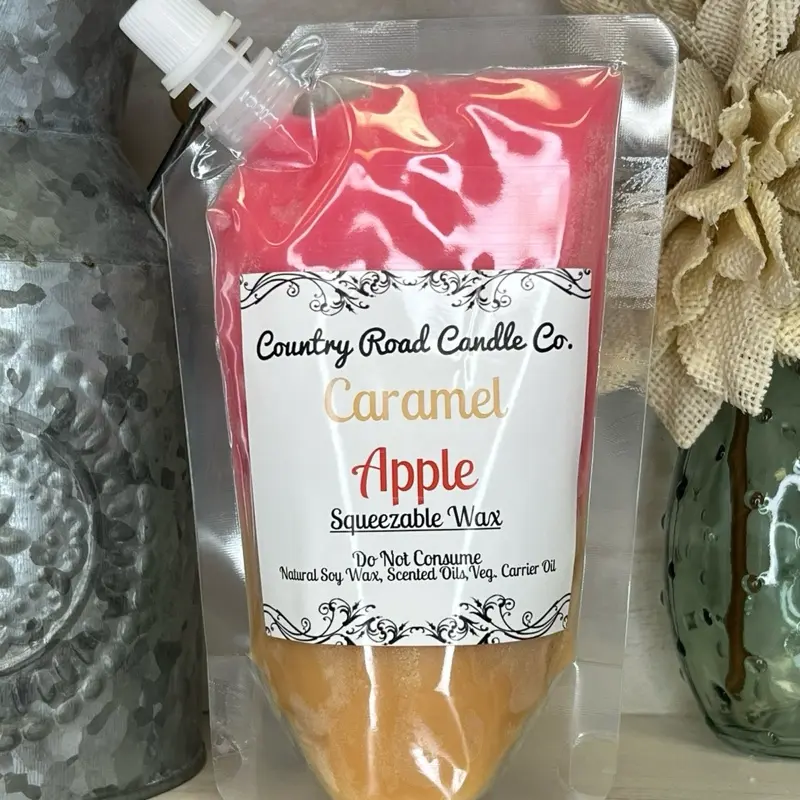 Country Road Candle Co.
Caramel
Apple
Squeezable Wax
Do Not Consume
Natural Soy Wax, Scented Oils,Veg. Carrier Oil